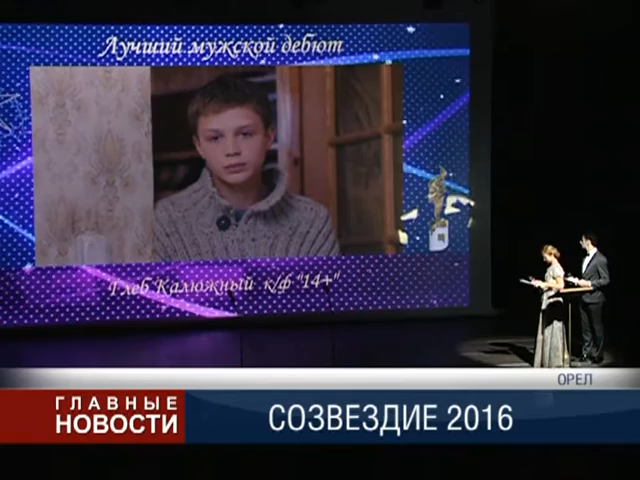 Лучший мужской дебют
Глеб Калюжный к/ф "14+"
ОРЕЛ
ГЛАВНЫЕ
НОВОСТИ
СОЗВЕЗДИЕ 2016